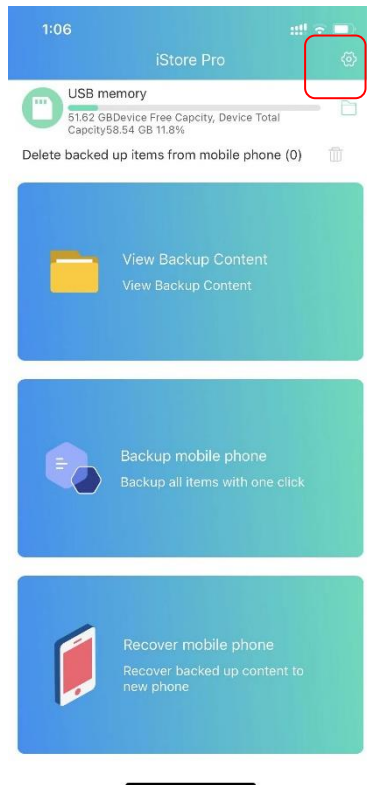 1:06
iStore Pro
USB memory
51.62 GBDevice Free Capcity, Device Total
Capcity58.54 GB 11.8%
Delete backed up items from mobile phone (0)
View Backup Content
View Backup Content
Backup mobile phone
Backup all items with one click
Recover mobile phone
Recover backed up content to
new phone